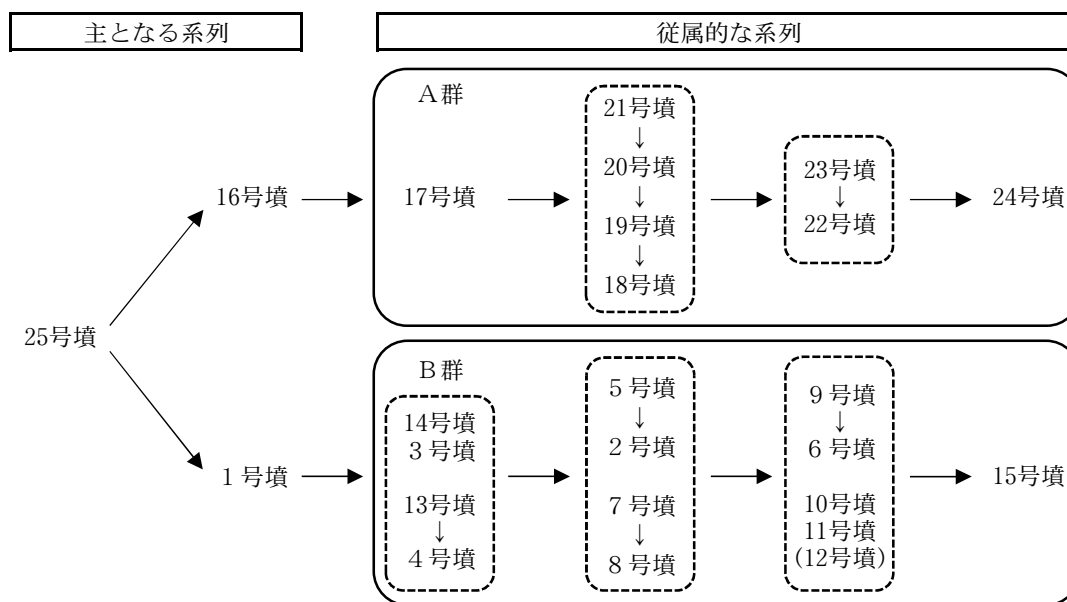 主となる系列
従属的な系列
A群
21号墳
↓
20号墳
↓
19号墳
↓
18号墳
23号墳
↓
22号墳
16号墳
17号墳
24号墳
25号墳
B群
14号墳
3号墳
13号墳
↓
4号墳
5号墳
↓
2号墳
7号墳
↓
8号墳
9号墳
↓
6号墳
10号墳
11号墳
(12号墳)
1号墳
15号墳